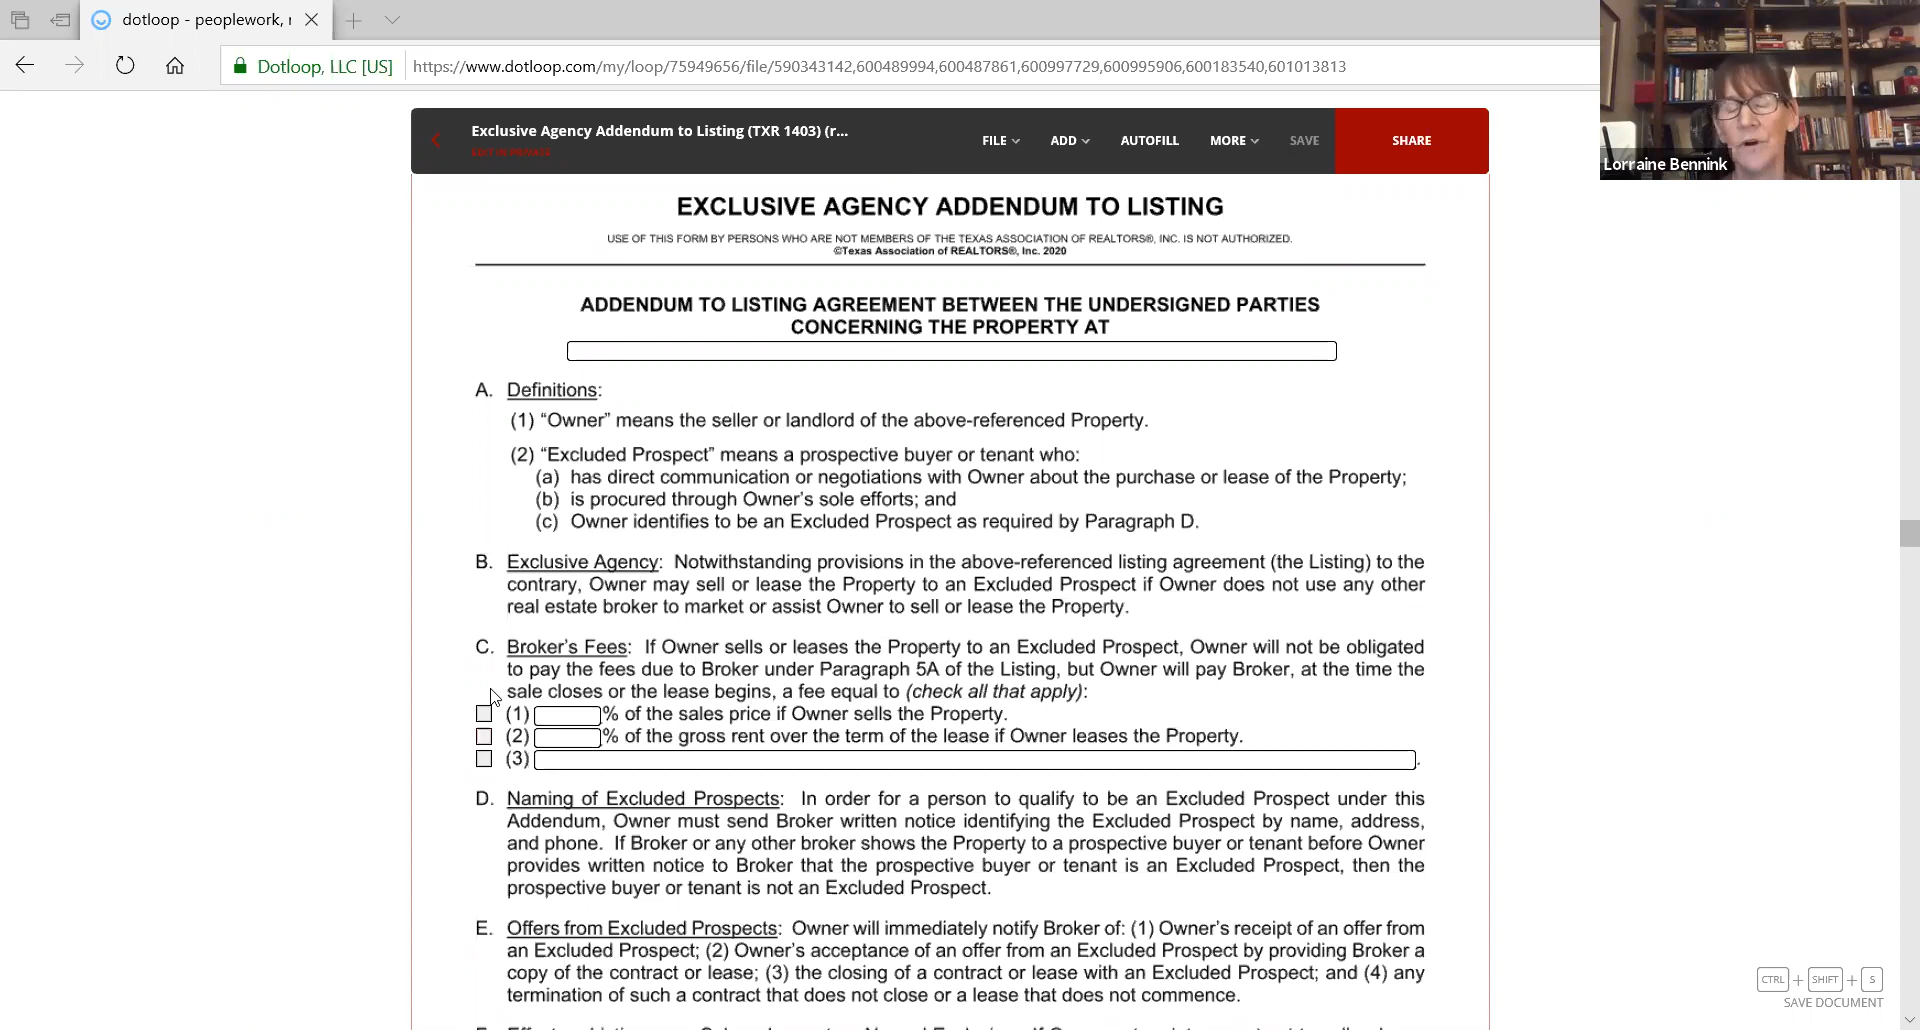 dotloop - peoplework, r
Dotloop, LLC [US]
https://www.dotloop.com/my/loop/75949656/file/590343142,600489994,600487861,600997729,600995906,600183540,601013813
Lorraine Bennink
Exclusive Agency Addendum to Listing (TXR 1403) (r...
EDIT IN PRIVATE
FILE
ADD
AUTOFILL
MORE
SAVE
SHARE
EXCLUSIVE AGENCY ADDENDUM TO LISTING
USE OF THIS FORM BY PERSONS WHO ARE NOT MEMBERS OF THE TEXAS ASSOCIATION OF REALTORS®, INC. IS NOT AUTHORIZED.
©Texas Association of REALTORS®, Inc. 2020
ADDENDUM TO LISTING AGREEMENT BETWEEN THE UNDERSIGNED PARTIES
CONCERNING THE PROPERTY AT
A. Definitions:
(1) “Owner” means the seller or landlord of the above-referenced Property.
(2) “Excluded Prospect” means a prospective buyer or tenant who:
(a) has direct communication or negotiations with Owner about the purchase or lease of the Property;
(b) is procured through Owner’s sole efforts; and
(c) Owner identifies to be an Excluded Prospect as required by Paragraph D.
B. Exclusive Agency: Notwithstanding provisions in the above-referenced listing agreement (the Listing) to the
contrary, Owner may sell or lease the Property to an Excluded Prospect if Owner does not use any other
real estate broker to market or assist Owner to sell or lease the Property.
C. Broker’s Fees: If Owner sells or leases the Property to an Excluded Prospect, Owner will not be obligated
to pay the fees due to Broker under Paragraph 5A of the Listing, but Owner will pay Broker, at the time the
sale closes or the lease begins, a fee equal to (check all that apply):
(1) % of the sales price if Owner sells the Property.
(2) % of the gross rent over the term of the lease if Owner leases the Property.
(3) .
D. Naming of Excluded Prospects: In order for a person to qualify to be an Excluded Prospect under this
Addendum, Owner must send Broker written notice identifying the Excluded Prospect by name, address,
and phone. If Broker or any other broker shows the Property to a prospective buyer or tenant before Owner
provides written notice to Broker that the prospective buyer or tenant is an Excluded Prospect, then the
prospective buyer or tenant is not an Excluded Prospect.
E. Offers from Excluded Prospects: Owner will immediately notify Broker of: (1) Owner’s receipt of an offer from
an Excluded Prospect; (2) Owner’s acceptance of an offer from an Excluded Prospect by providing Broker a
copy of the contract or lease; (3) the closing of a contract or lease with an Excluded Prospect; and (4) any
termination of such a contract that does not close or a lease that does not commence.
CTRL + SHIFT + S
SAVE DOCUMENT